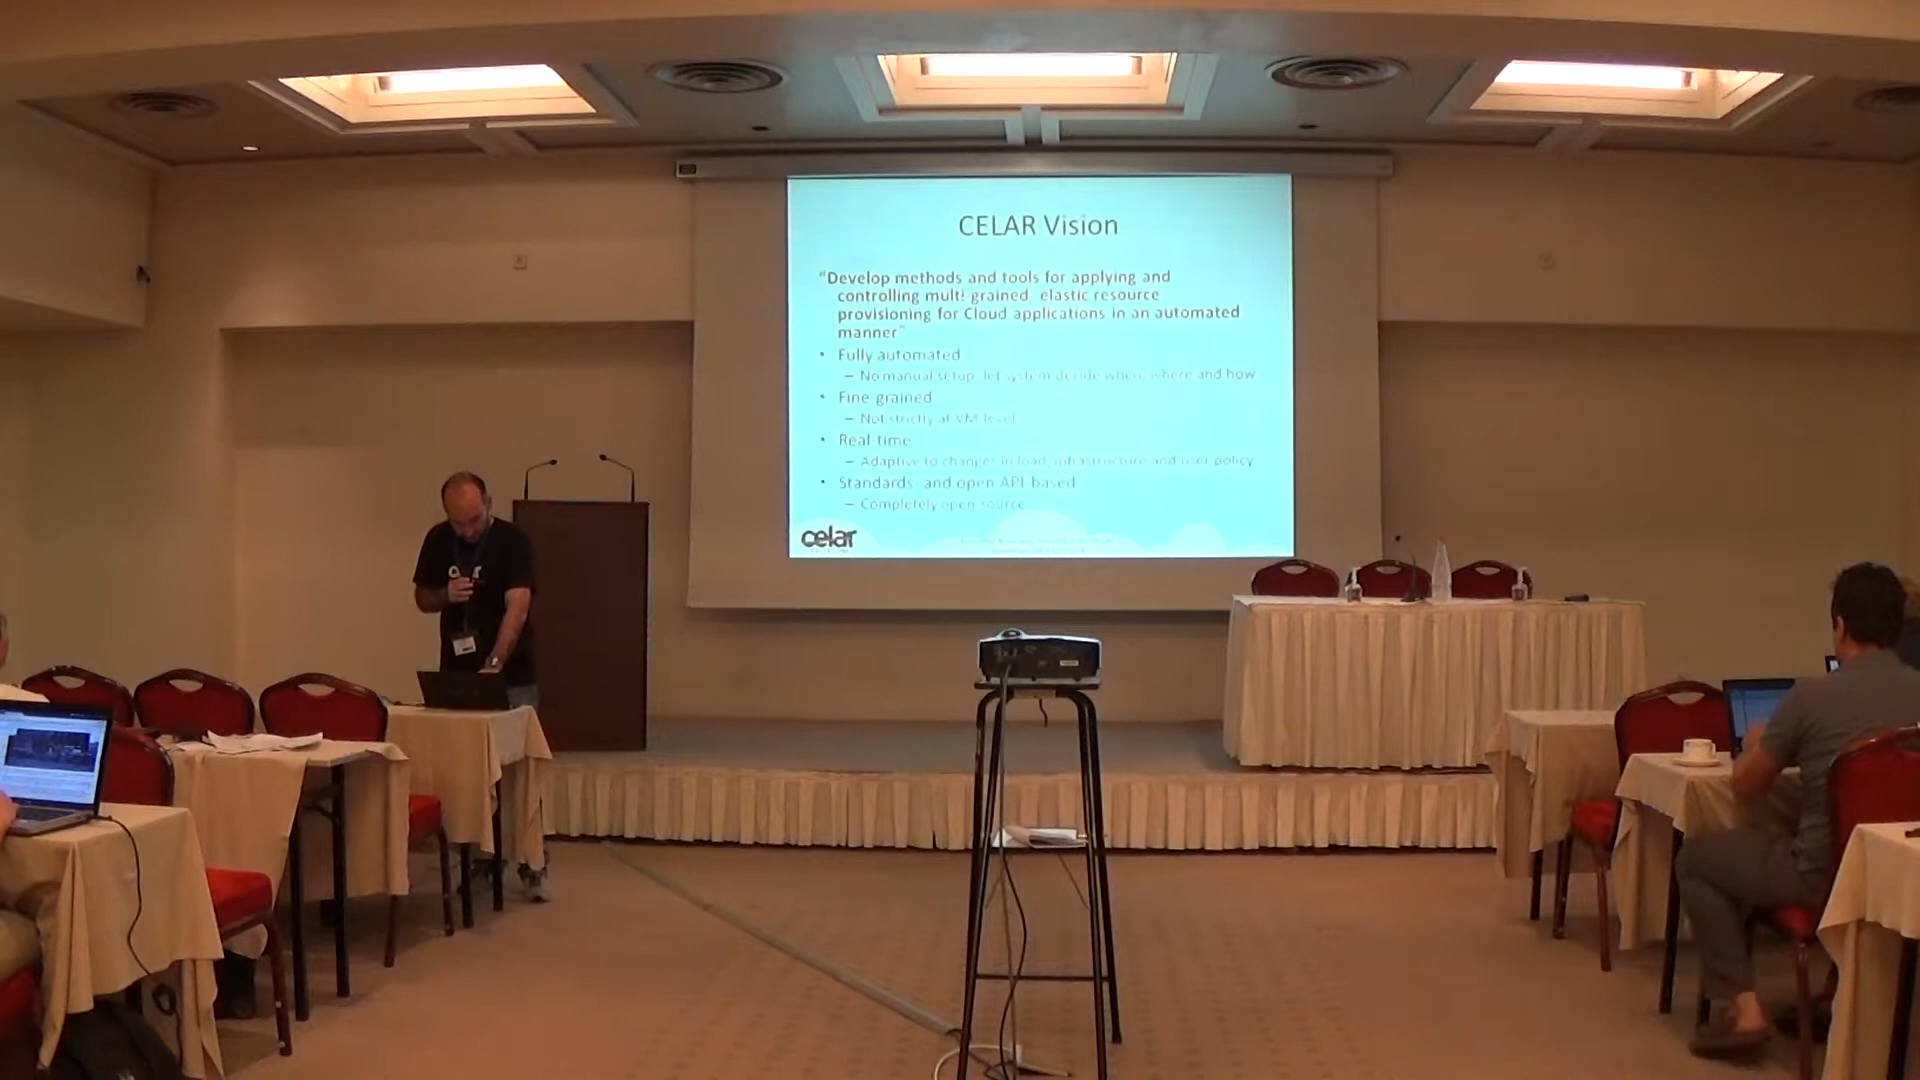 CELAR Vision
“Develop methods and tools for applying and
controlling multi-grained elastic resource
provisioning for Cloud applications in an automated
manner”
• Fully automated
– No manual setup, let system decide when, where and how
• Fine grained
– Not strictly at VM level
• Real-time
– Adaptive to changes in load, infrastructure and user policy
• Standards- and open API-based
– Completely open source
celar